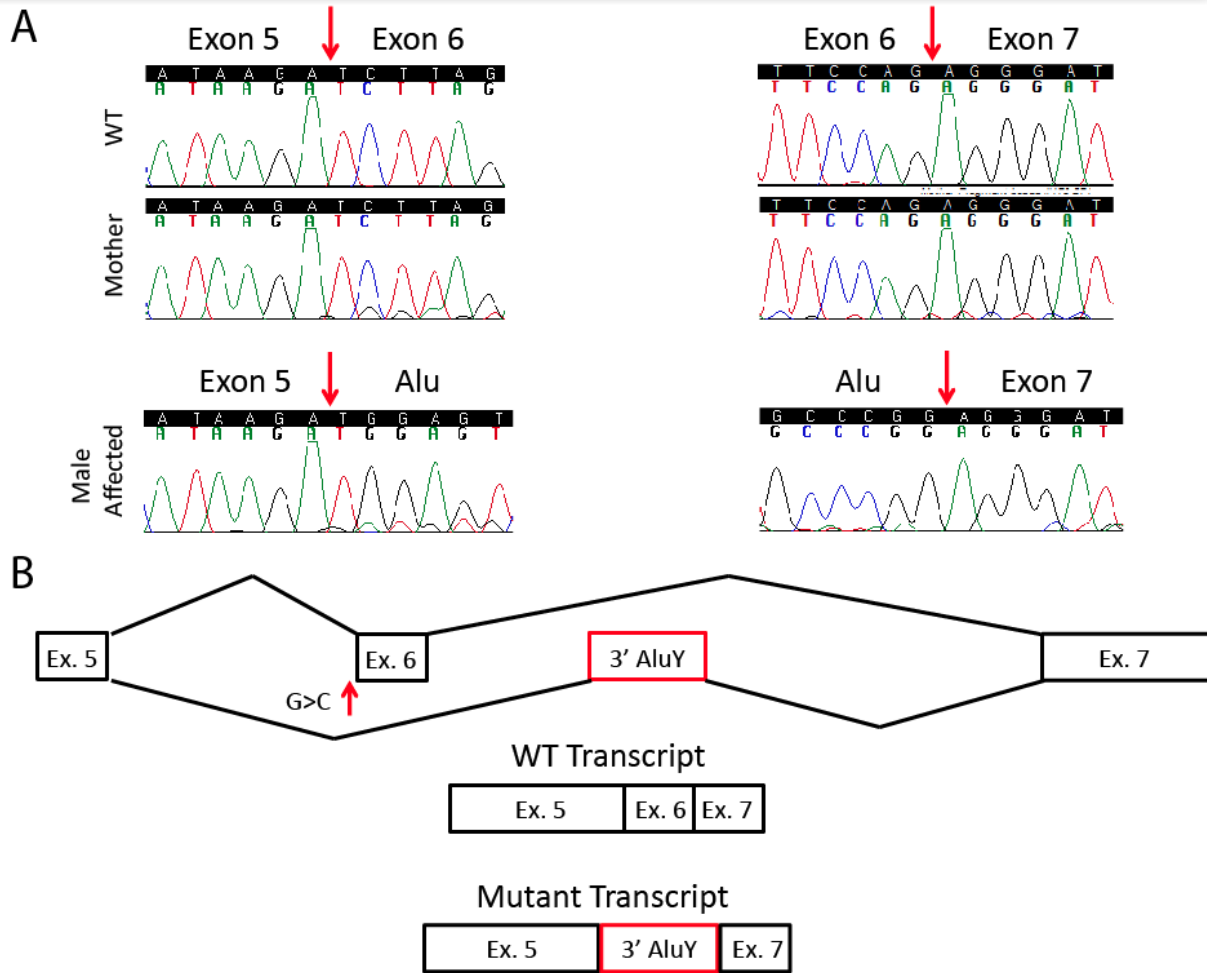 A
Exon 5 Exon 6
Exon 6 Exon 7
WT
A T A A G A T C T T A G
A T A A G A T C T T A G
T T C C A G A G G G A T
T T C C A G A G G G A T
Mother
A T A A G A T C T T A G
A T A A G A T C T T A G
T T C C A G A G G G A T
T T C C A G A G G G A T
Exon 5 Alu
Alu Exon 7
Male
Affected
A T A A G A T G G A G T
A T A A G A T G G A G T
G C C C G G A G G G A T
G C C C G G A G G G A T
B
Ex. 5
Ex. 6
3' AluY
Ex. 7
G>C
WT Transcript
Ex. 5 Ex. 6 Ex. 7
Mutant Transcript
Ex. 5 3' AluY Ex. 7